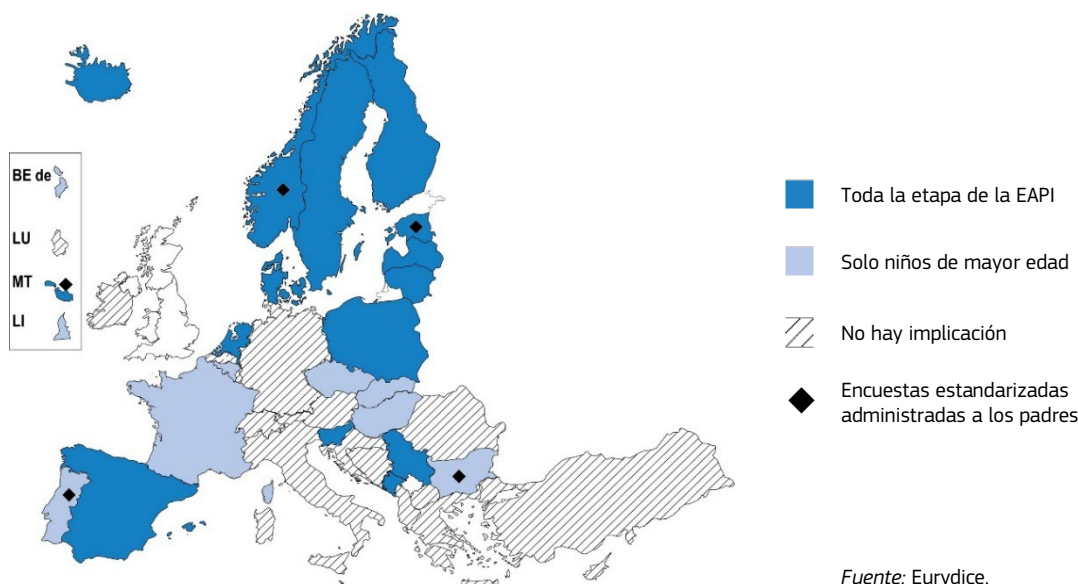 BE de
LU
MT
LI
Toda la etapa de la EAPI
Solo niños de mayor edad
No hay implicación
Encuestas estandarizadas
administradas a los padres
Fuente: Eurydice.